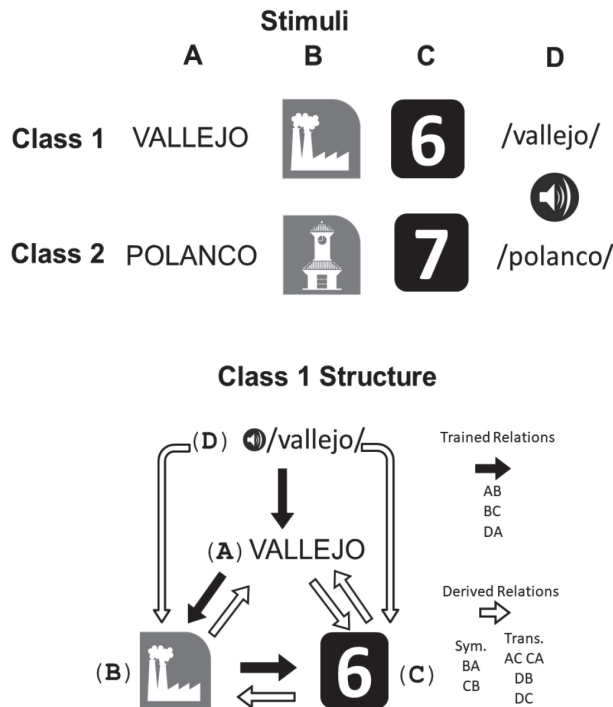 Stimuli
A B C D
Class 1 VALLEJO 6 /vallejo/
Class 2 POLANCO 7 /polanco/
Class 1 Structure
(D) /vallejo/
Trained Relations
AB
BC
DA
(A) VALLEJO
Derived Relations
(B) 6 (C)
Sym. Trans.
BA AC CA
CB DB
DC